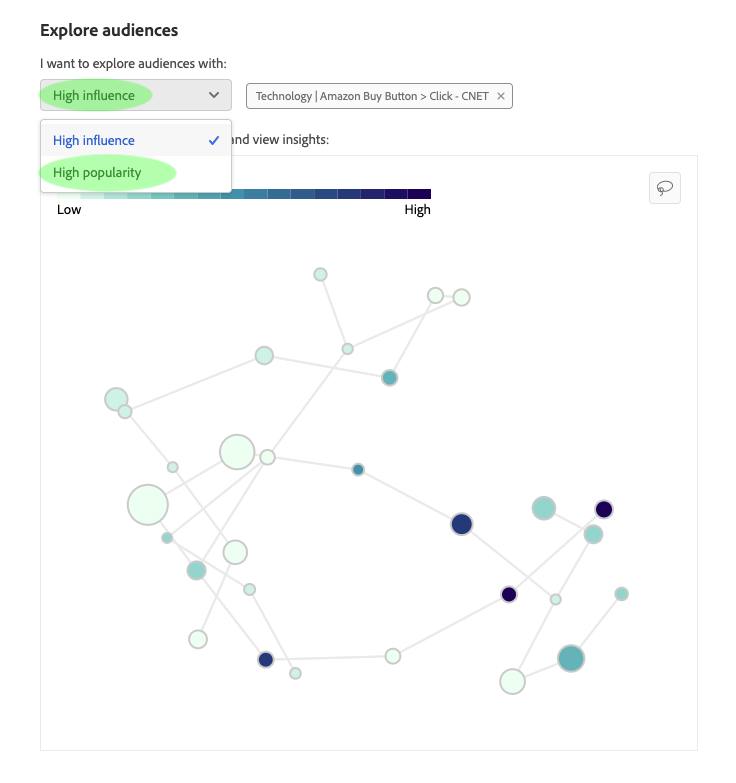 Explore audiences
I want to explore audiences with:
High influence
Technology | Amazon Buy Button > Click - CNET ×
High influence
and view insights:
High popularity
Low
High